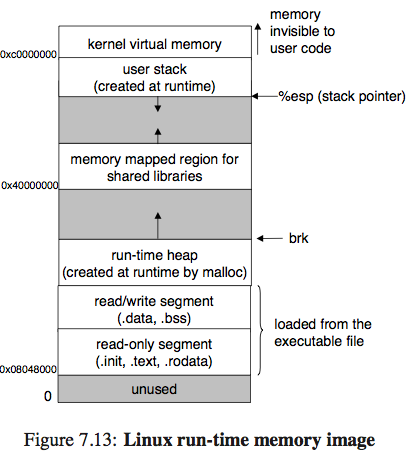 memory
invisible to
user code
kernel virtual memory
0xc0000000
user stack
(created at runtime)
%esp (stack pointer)
memory mapped region for
shared libraries
0x40000000
brk
run-time heap
(created at runtime by malloc)
read/write segment
(.data, .bss)
loaded from the
executable file
read-only segment
(.init, .text, .rodata)
0x08048000
unused
0
Figure 7.13: Linux run-time memory image